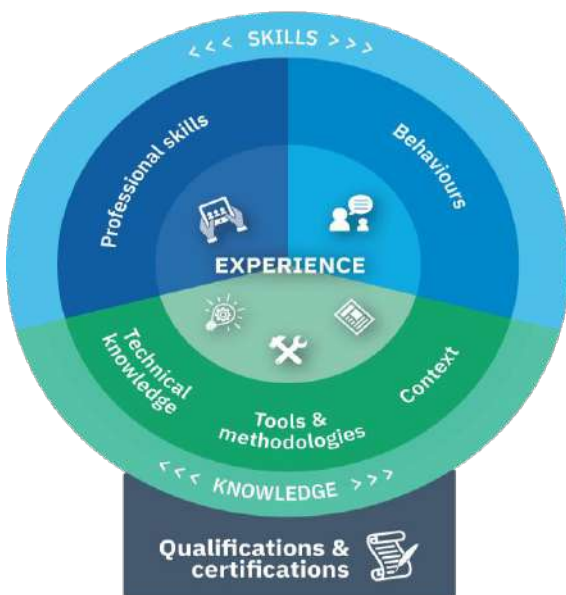 <<< SKILLS >>>
Professional skills
Behaviours
EXPERIENCE
Technical
knowledge
Tools &
methodologies
Context
<<< KNOWLEDGE >>>
Qualifications &
certifications